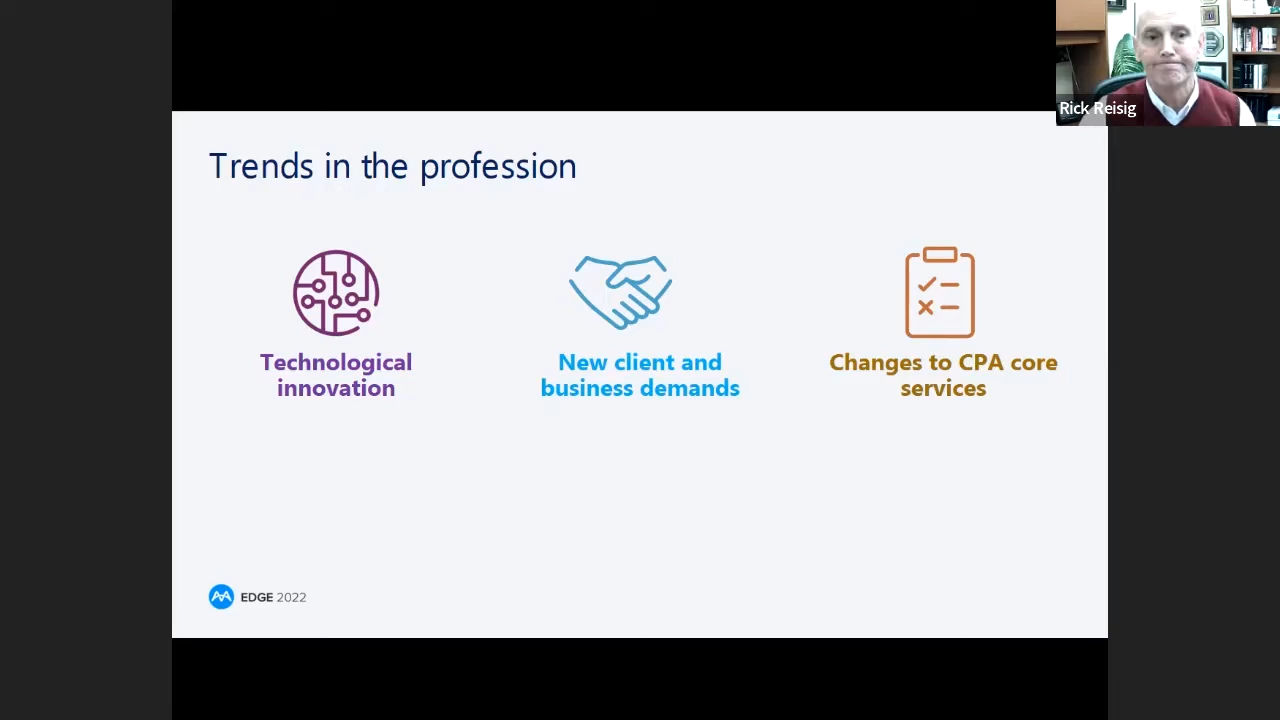 Rick Reisig
Trends in the profession
Technological
innovation
New client and
business demands
Changes to CPA core
services
EDGE 2022